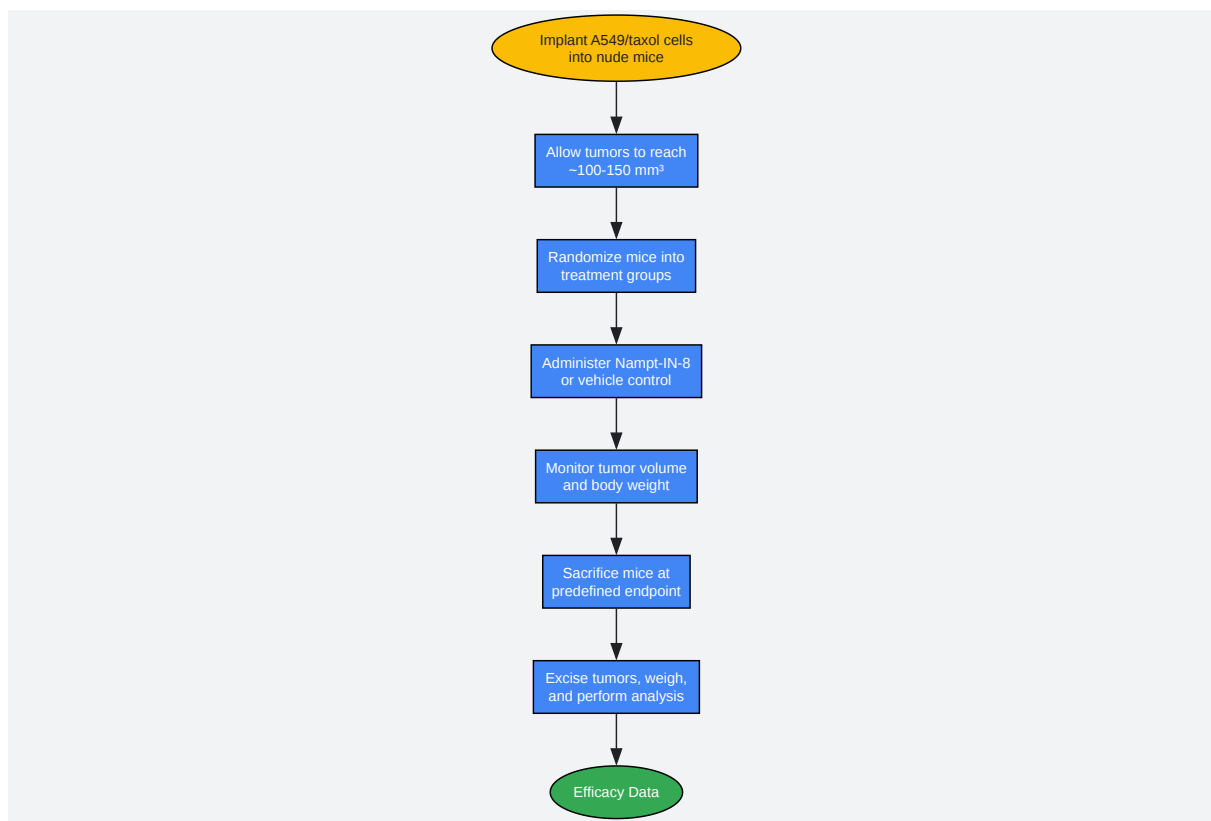 Implant A549/taxol cells
into nude mice
Allow tumors to reach
~100-150 mm³
Randomize mice into
treatment groups
Administer Nampt-IN-8
or vehicle control
Monitor tumor volume
and body weight
Sacrifice mice at
predefined endpoint
Excise tumors, weigh,
and perform analysis
Efficacy Data